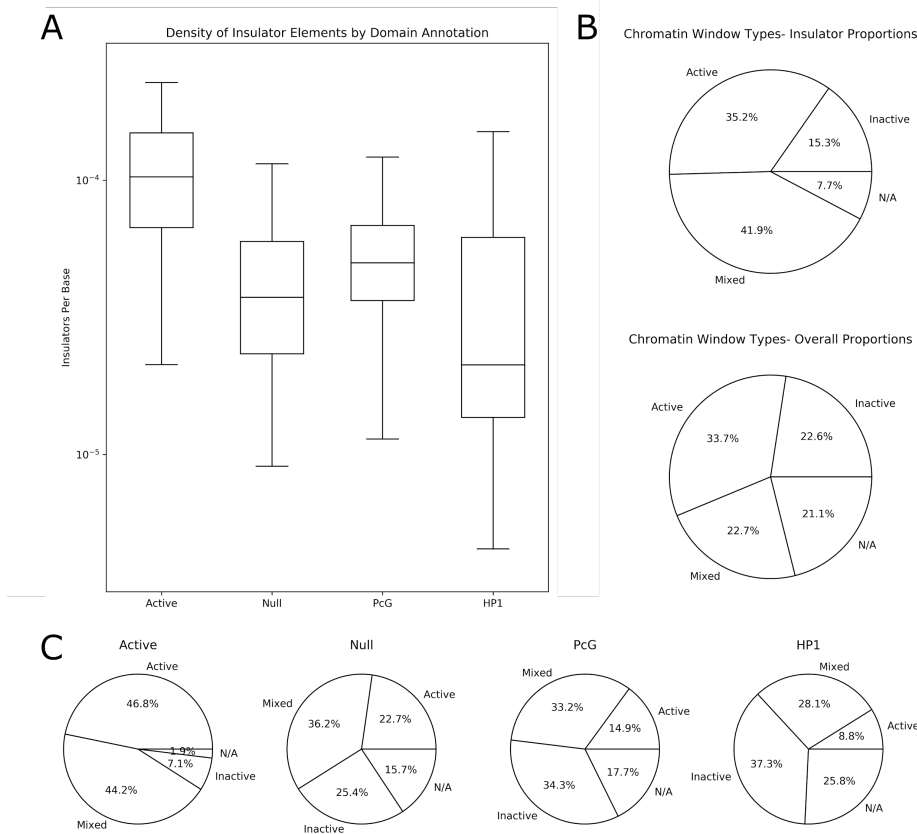 A
Density of Insulator Elements by Domain Annotation
Insulators Per Base
10⁻⁴
10⁻⁵
Active
Null
PcG
HP1
B
Chromatin Window Types- Insulator Proportions
Active
35.2%
Inactive
15.3%
7.7%
N/A
41.9%
Mixed
Chromatin Window Types- Overall Proportions
Active
Inactive
33.7%
22.6%
22.7%
21.1%
N/A
Mixed
C
Active
Active
46.8%
1.9%
N/A
7.1%
Inactive
44.2%
Mixed
Null
Mixed
Active
36.2%
22.7%
15.7%
N/A
25.4%
Inactive
PcG
Mixed
33.2%
Active
14.9%
34.3%
17.7%
N/A
Inactive
HP1
Mixed
28.1%
Active
8.8%
Inactive
37.3%
25.8%
N/A